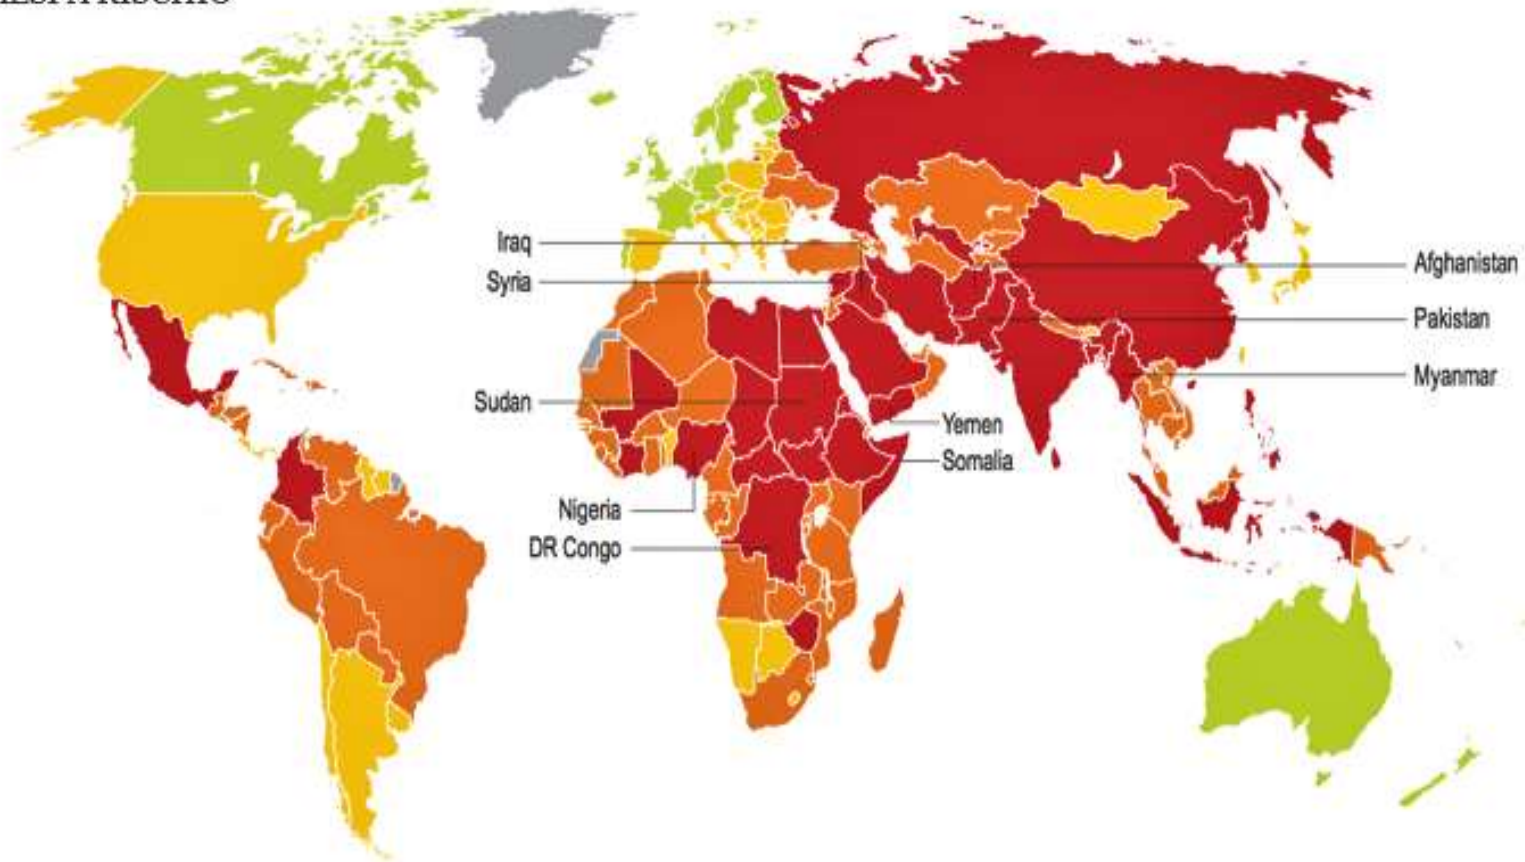 Iraq
Syria
Sudan
Nigeria
DR Congo
Yemen
Somalia
Afghanistan
Pakistan
Myanmar